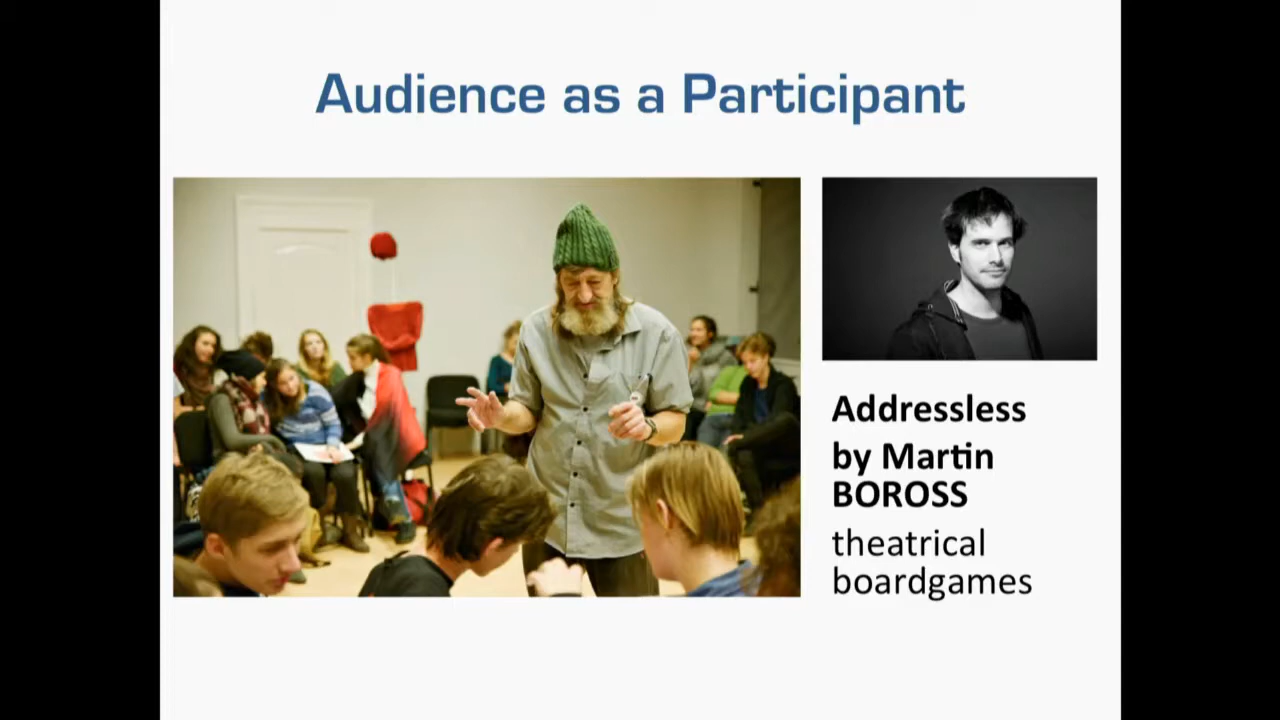 Audience as a Participant
Addressless
by Martin
BOROSS
theatrical
boardgames